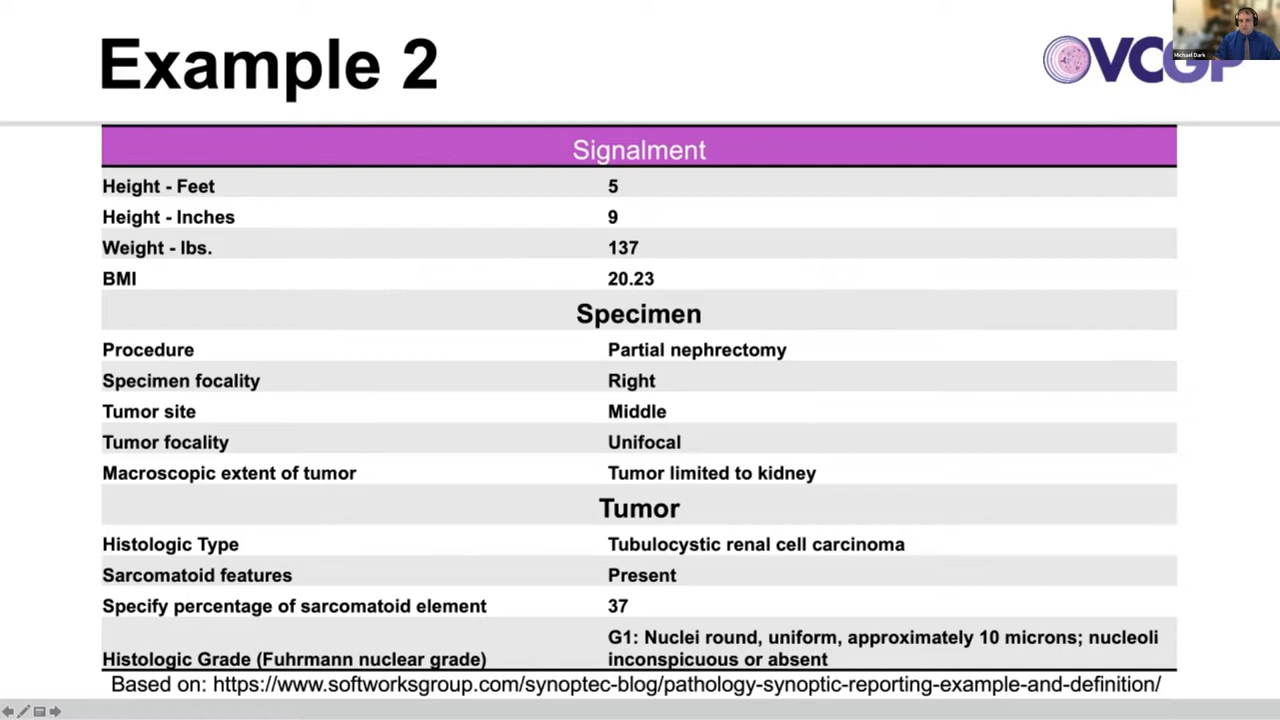 Example 2
OVCGP
Michael Dark
Signalment
Height - Feet 5
Height - Inches 9
Weight - lbs. 137
BMI 20.23
Specimen
Procedure Partial nephrectomy
Specimen focality Right
Tumor site Middle
Tumor focality Unifocal
Macroscopic extent of tumor Tumor limited to kidney
Tumor
Histologic Type Tubulocystic renal cell carcinoma
Sarcomatoid features Present
Specify percentage of sarcomatoid element 37
G1: Nuclei round, uniform, approximately 10 microns; nucleoli
Histologic Grade (Fuhrmann nuclear grade) inconspicuous or absent
Based on: https://www.softworksgroup.com/synoptec-blog/pathology-synoptic-reporting-example-and-definition/